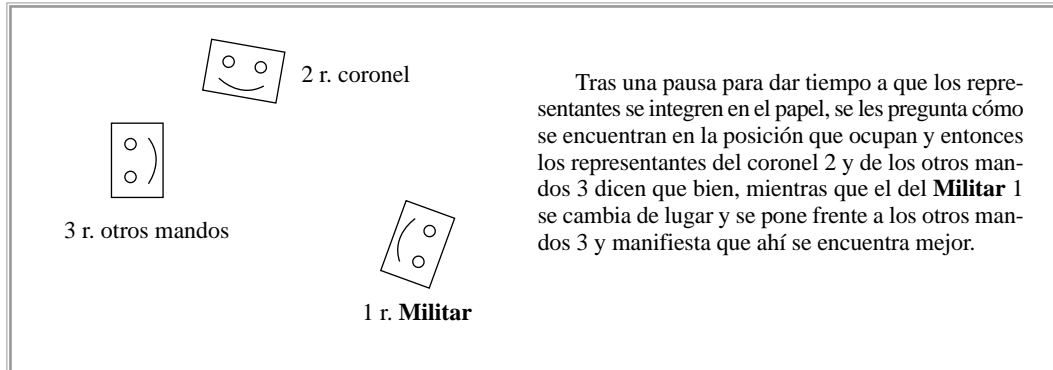 2 r. coronel
3 r. otros mandos
1 r. Militar
Tras una pausa para dar tiempo a que los repre-
sentantes se integren en el papel, se les pregunta cómo
se encuentran en la posición que ocupan y entonces
los representantes del coronel 2 y de los otros man-
dos 3 dicen que bien, mientras que el del Militar 1
se cambia de lugar y se pone frente a los otros man-
dos 3 y manifiesta que ahí se encuentra mejor.